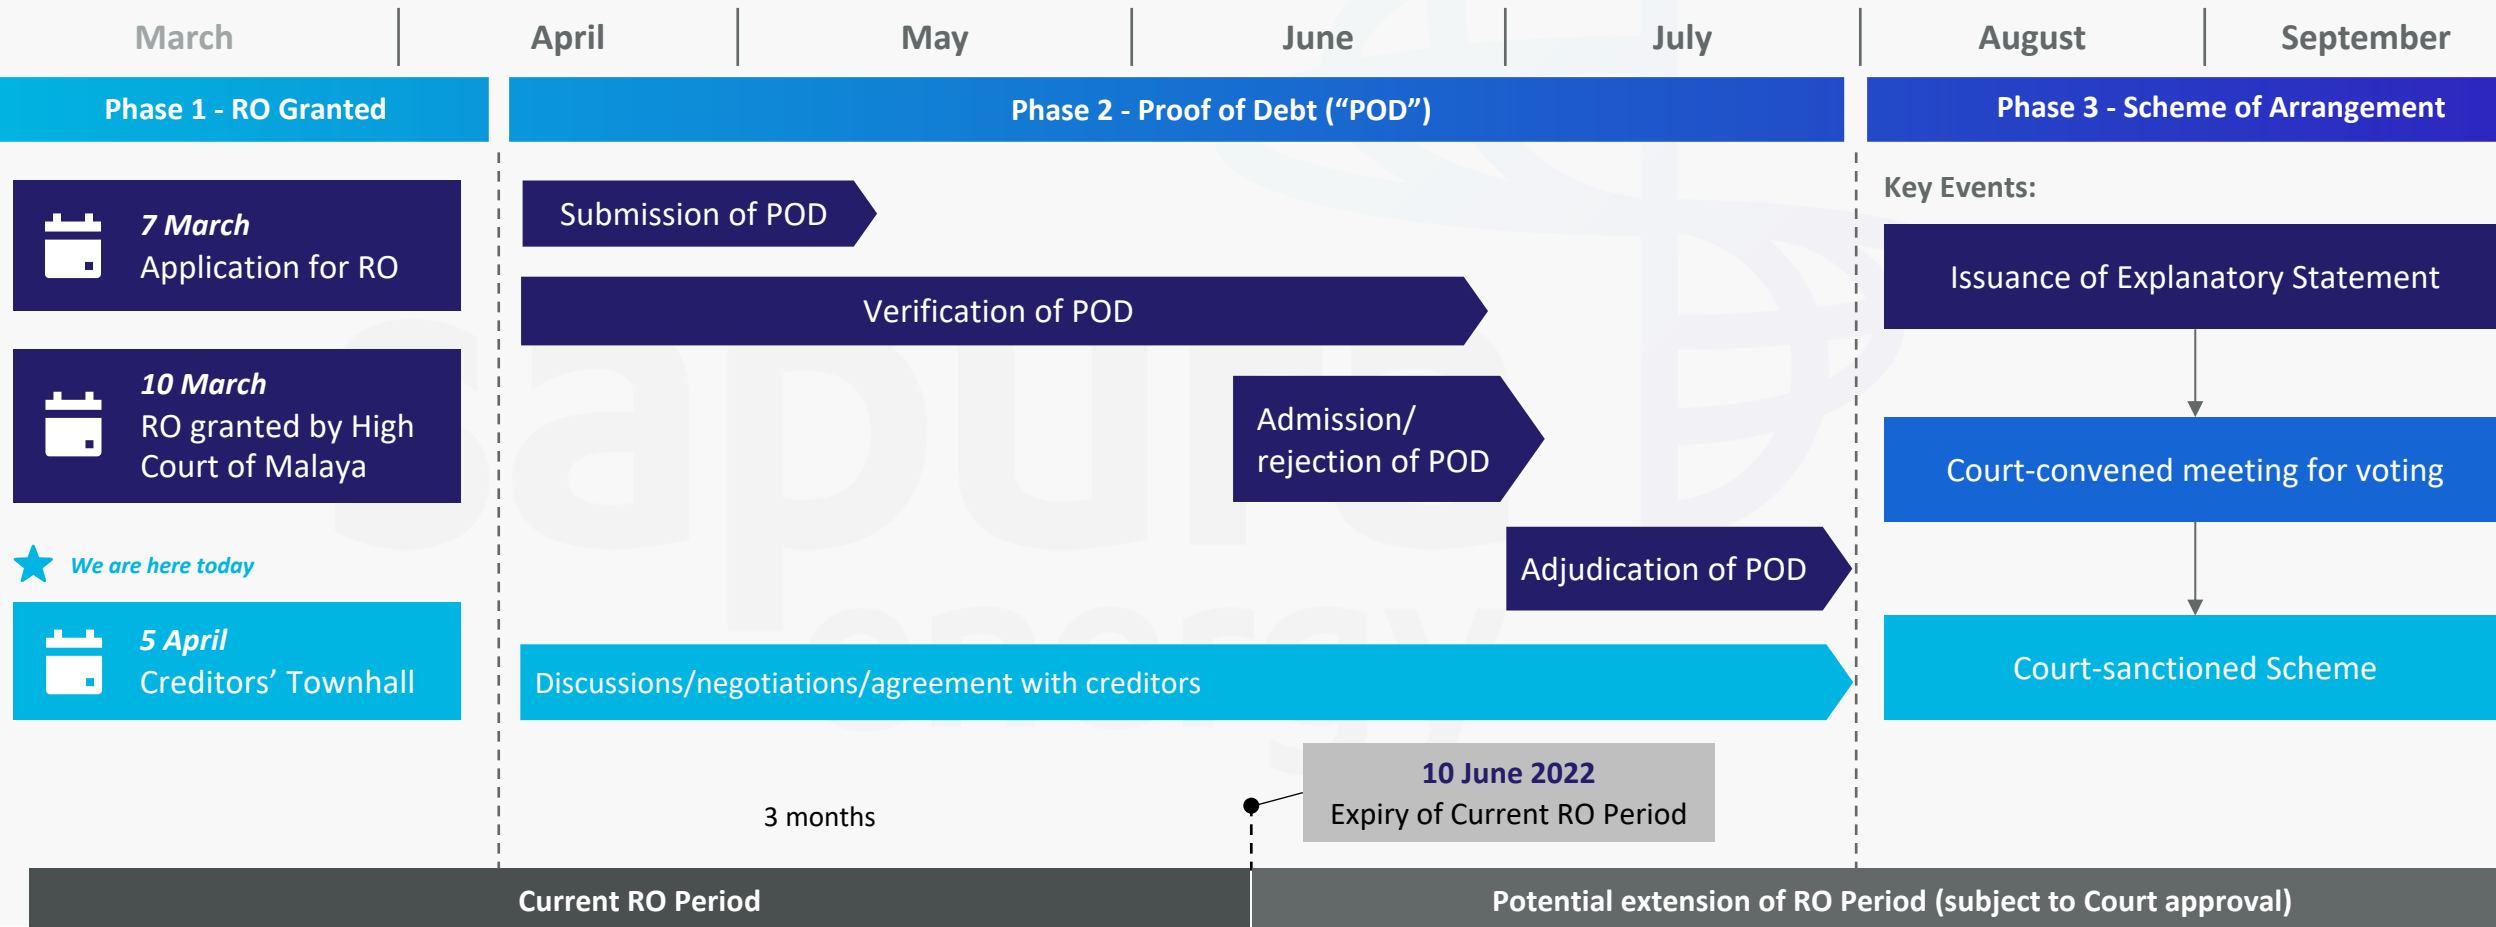 March
April
May
June
July
August
September
Phase 1 - RO Granted
Phase 2 - Proof of Debt (“POD”)
Phase 3 - Scheme of Arrangement
7 March
Application for RO
10 March
RO granted by High
Court of Malaya
We are here today
5 April
Creditors’ Townhall
Submission of POD
Verification of POD
Admission/
rejection of POD
Adjudication of POD
Discussions/negotiations/agreement with creditors
Key Events:
Issuance of Explanatory Statement
Court-convened meeting for voting
Court-sanctioned Scheme
sapura
energy
3 months
10 June 2022
Expiry of Current RO Period
Current RO Period
Potential extension of RO Period (subject to Court approval)